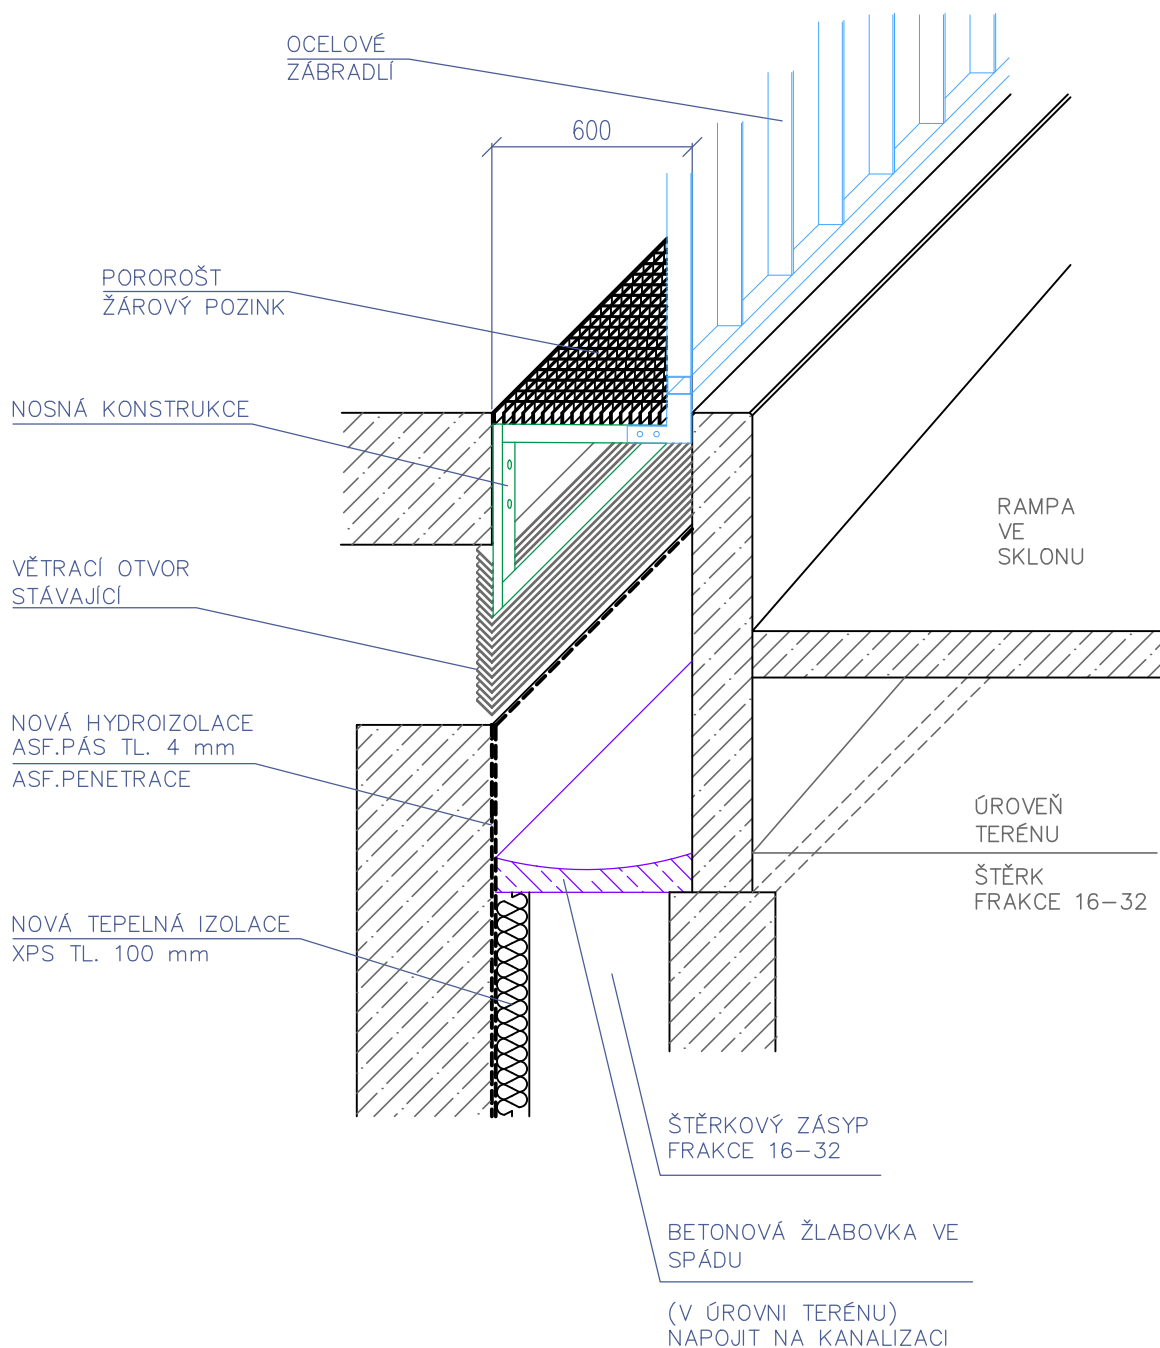 OCELOVÉ
ZÁBRADLÍ
600
POROROŠT
ŽÁROVÝ POZINK
NOSNÁ KONSTRUKCE
VĚTRACÍ OTVOR
STÁVAJÍCÍ
NOVÁ HYDROIZOLACE
ASF.PÁS TL. 4 mm
ASF.PENETRACE
NOVÁ TEPELNÁ IZOLACE
XPS TL. 100 mm
RAMPA
VE
SKLONU
ÚROVEŇ
TERÉNU
ŠTĚRK
FRAKCE 16-32
ŠTĚRKOVÝ ZÁSYP
FRAKCE 16-32
BETONOVÁ ŽLABOVKA VE
SPÁDU
(V ÚROVNI TERÉNU)
NAPOJIT NA KANALIZACI